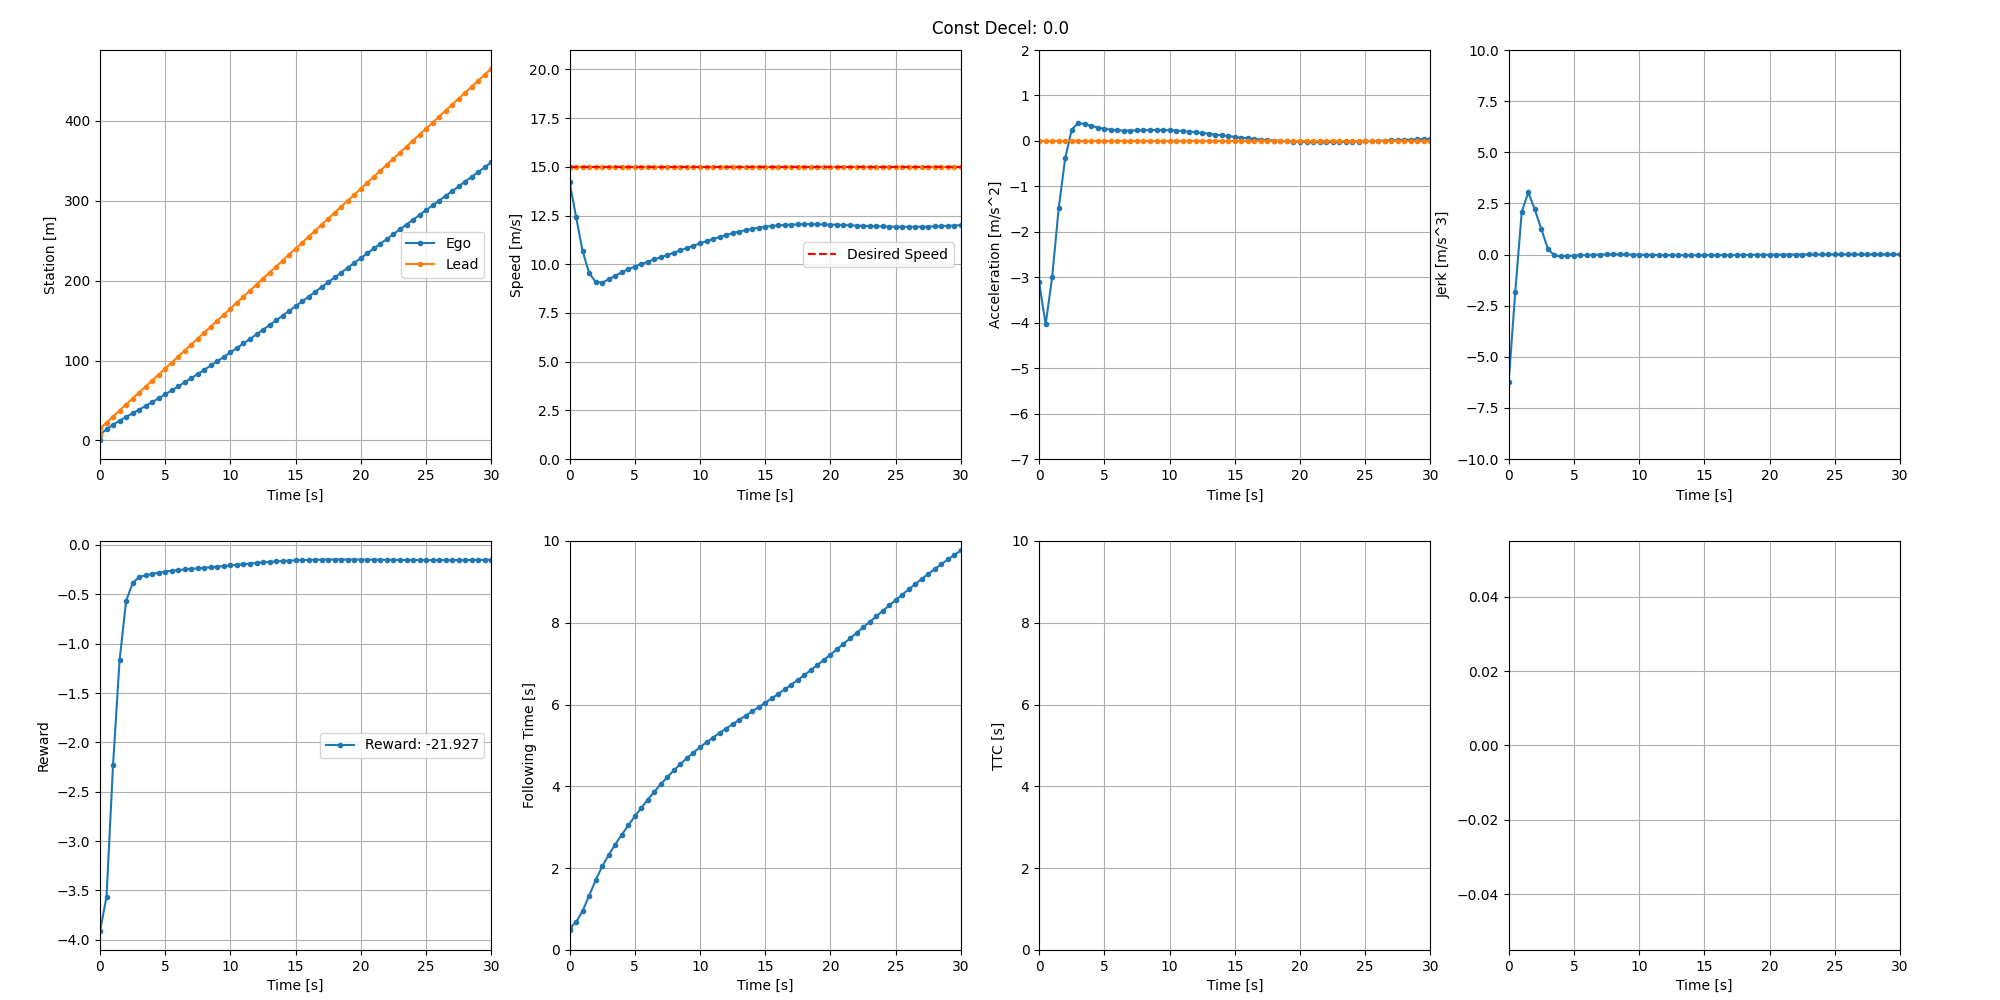 Const Decel: 0.0
Station [m]
400
300
200
100
0
Ego
Lead
0 5 10 15 20 25 30
Time [s]
Speed [m/s]
20.0
17.5
15.0
12.5
10.0
7.5
5.0
2.5
0.0
Desired Speed
0 5 10 15 20 25 30
Time [s]
Acceleration [m/s^2]
2
1
0
−1
−2
−3
−4
−5
−6
−7
0 5 10 15 20 25 30
Time [s]
Jerk [m/s^3]
10.0
7.5
5.0
2.5
0.0
−2.5
−5.0
−7.5
−10.0
0 5 10 15 20 25 30
Time [s]
Reward
0.0
−0.5
−1.0
−1.5
−2.0
−2.5
−3.0
−3.5
−4.0
Reward: -21.927
0 5 10 15 20 25 30
Time [s]
Following Time [s]
10
8
6
4
2
0
0 5 10 15 20 25 30
Time [s]
TTC [s]
10
8
6
4
2
0
0 5 10 15 20 25 30
Time [s]
0.04
0.02
0.00
−0.02
−0.04
0 5 10 15 20 25 30
Time [s]